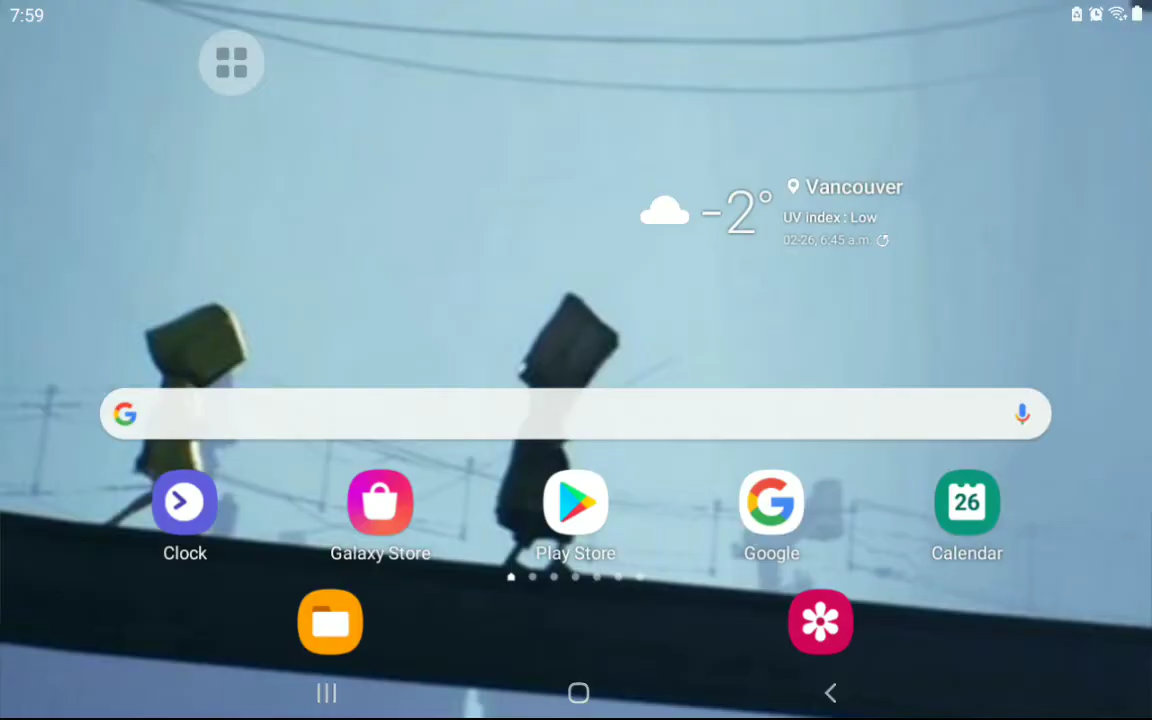 7:59
-2°
Vancouver
UV index : Low
02-26, 6:45 a.m.
Clock
Galaxy Store
Play Store
Google
26
Calendar